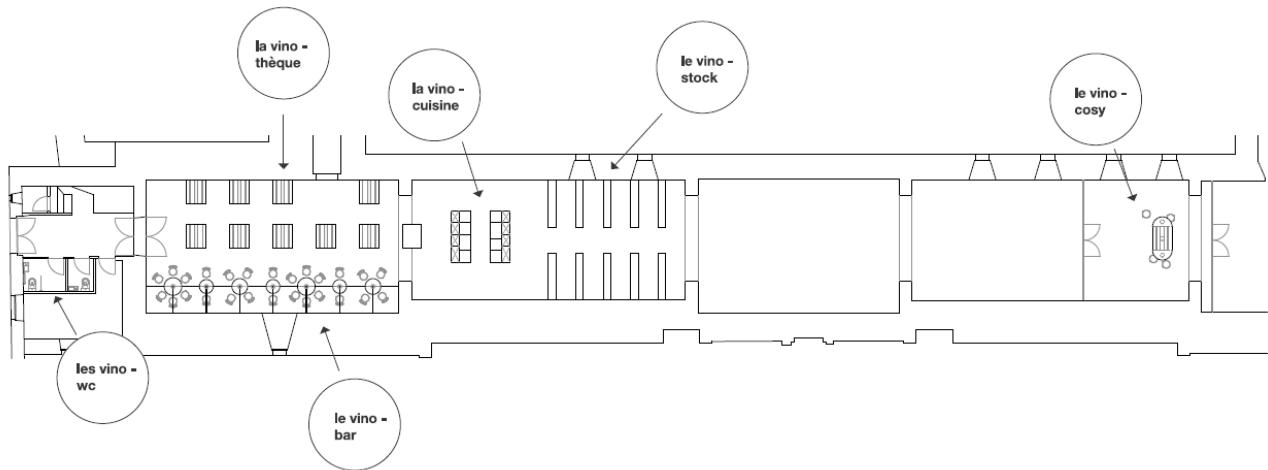 la vino -
thèque
la vino -
cuisine
le vino -
stock
le vino -
cosy
les vino -
wc
le vino -
bar